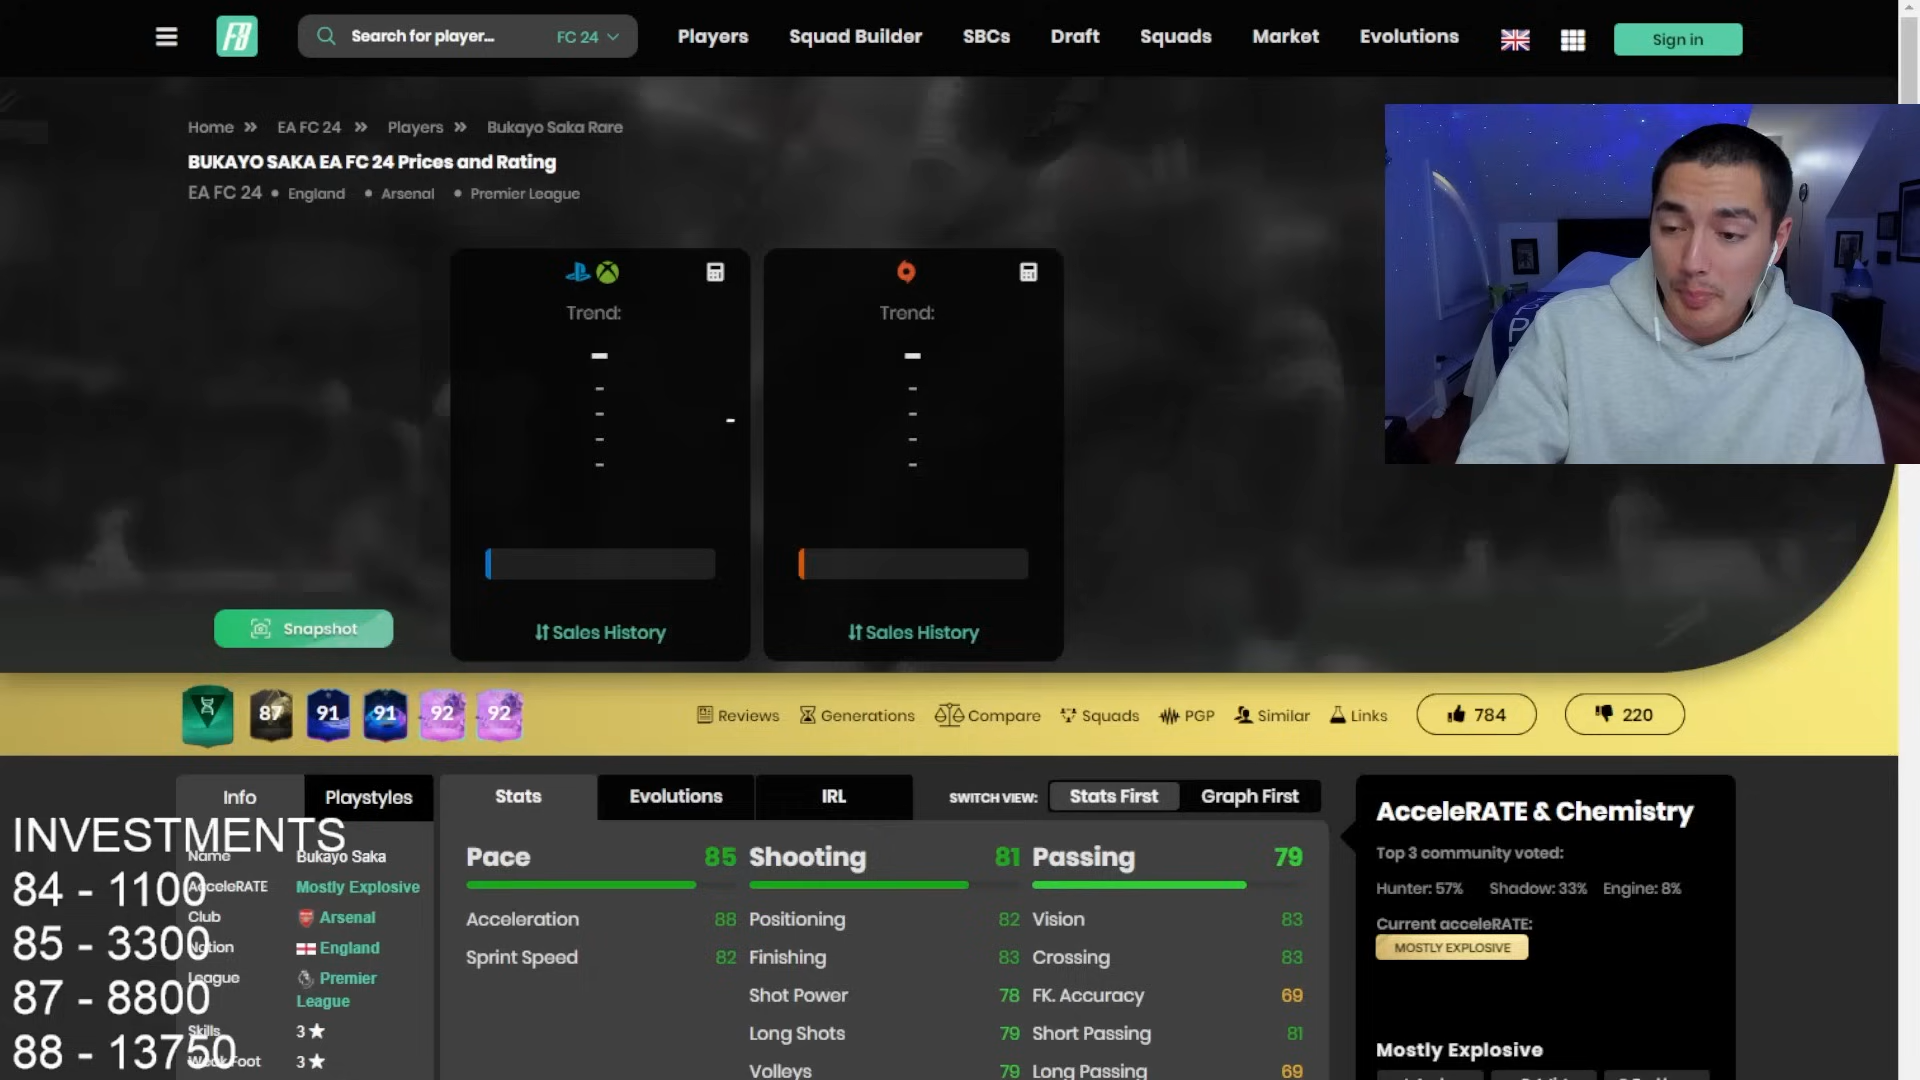 FB Search for player... FC 24 Players Squad Builder SBCs Draft Squads Market Evolutions Sign in
Home » EA FC 24 » Players » Bukayo Saka Rare
BUKAYO SAKA EA FC 24 Prices and Rating
EA FC 24 • England • Arsenal • Premier League
Trend: Trend:
- -
- -
- - -
- -
- -
Sales History Sales History
Snapshot
87 91 91 92 92 Reviews Generations Compare Squads PGP Similar Links 784 220
Info Playstyles Stats Evolutions IRL SWITCH VIEW: Stats First Graph First
INVESTMENTS
84 - 1100
85 - 3300
87 - 8800
88 - 13750
Name Bukayo Saka
AcceleRATE Mostly Explosive
Club Arsenal
Nation England
League Premier
League
Skills 3 ★
Weak Foot 3 ★
Pace 85 Shooting 81 Passing 79
Acceleration 88 Positioning 82 Vision 83
Sprint Speed 82 Finishing 83 Crossing 83
Shot Power 78 FK. Accuracy 69
Long Shots 79 Short Passing 81
Volleys 79 Long Passing 69
AcceleRATE & Chemistry
Top 3 community voted:
Hunter: 57% Shadow: 33% Engine: 8%
Current acceleRATE:
MOSTLY EXPLOSIVE
Mostly Explosive